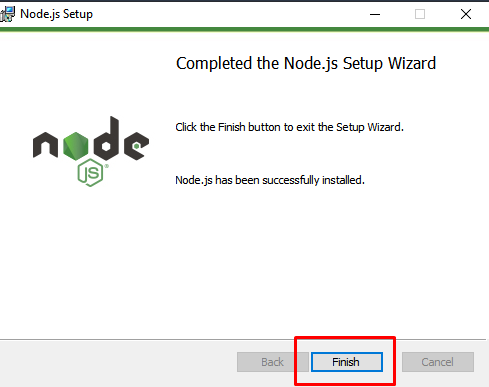 Node.js Setup
Completed the Node.js Setup Wizard
Click the Finish button to exit the Setup Wizard.
node
JS
Node.js has been successfully installed.
Back Finish Cancel